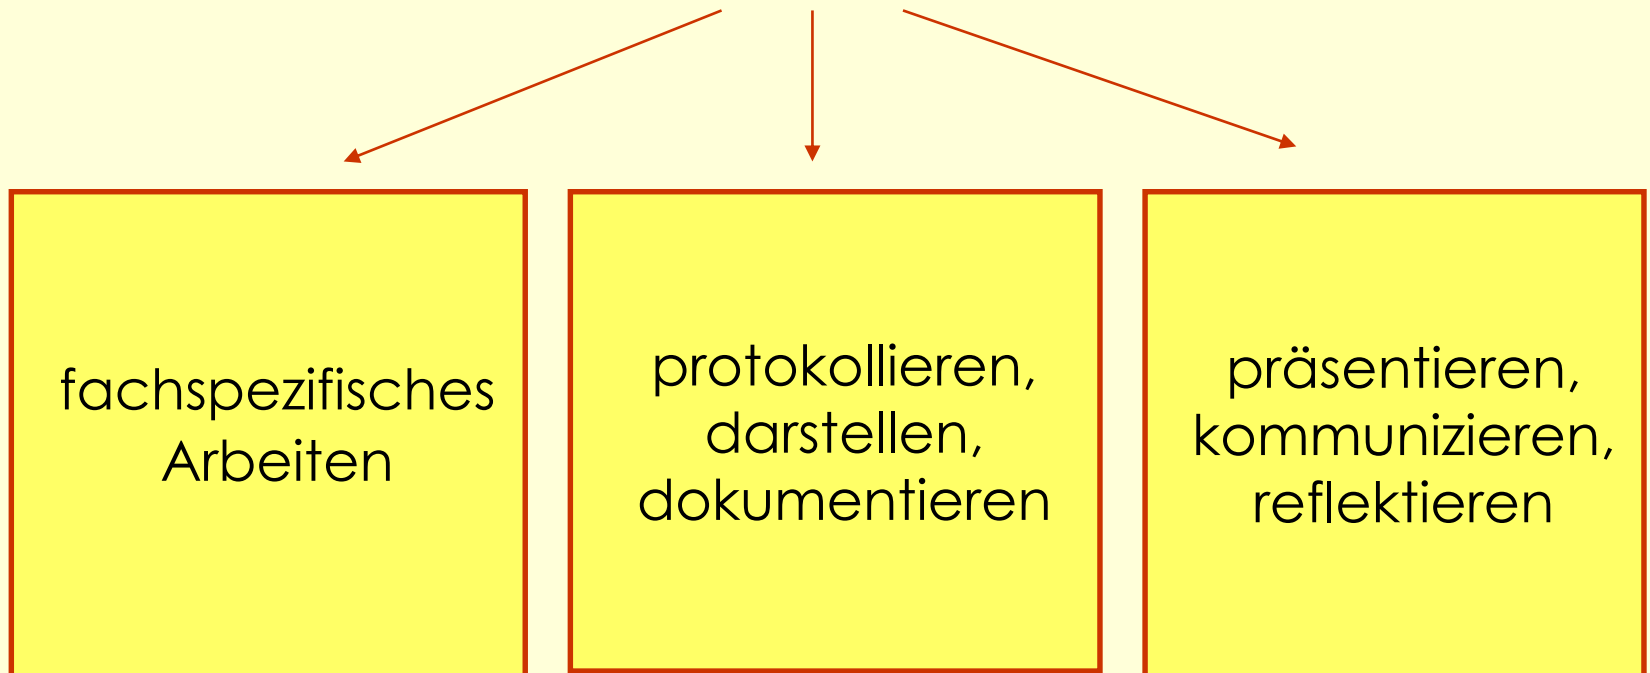 fachspezifisches
Arbeiten
protokollieren,
darstellen,
dokumentieren
präsentieren,
kommunizieren,
reflektieren